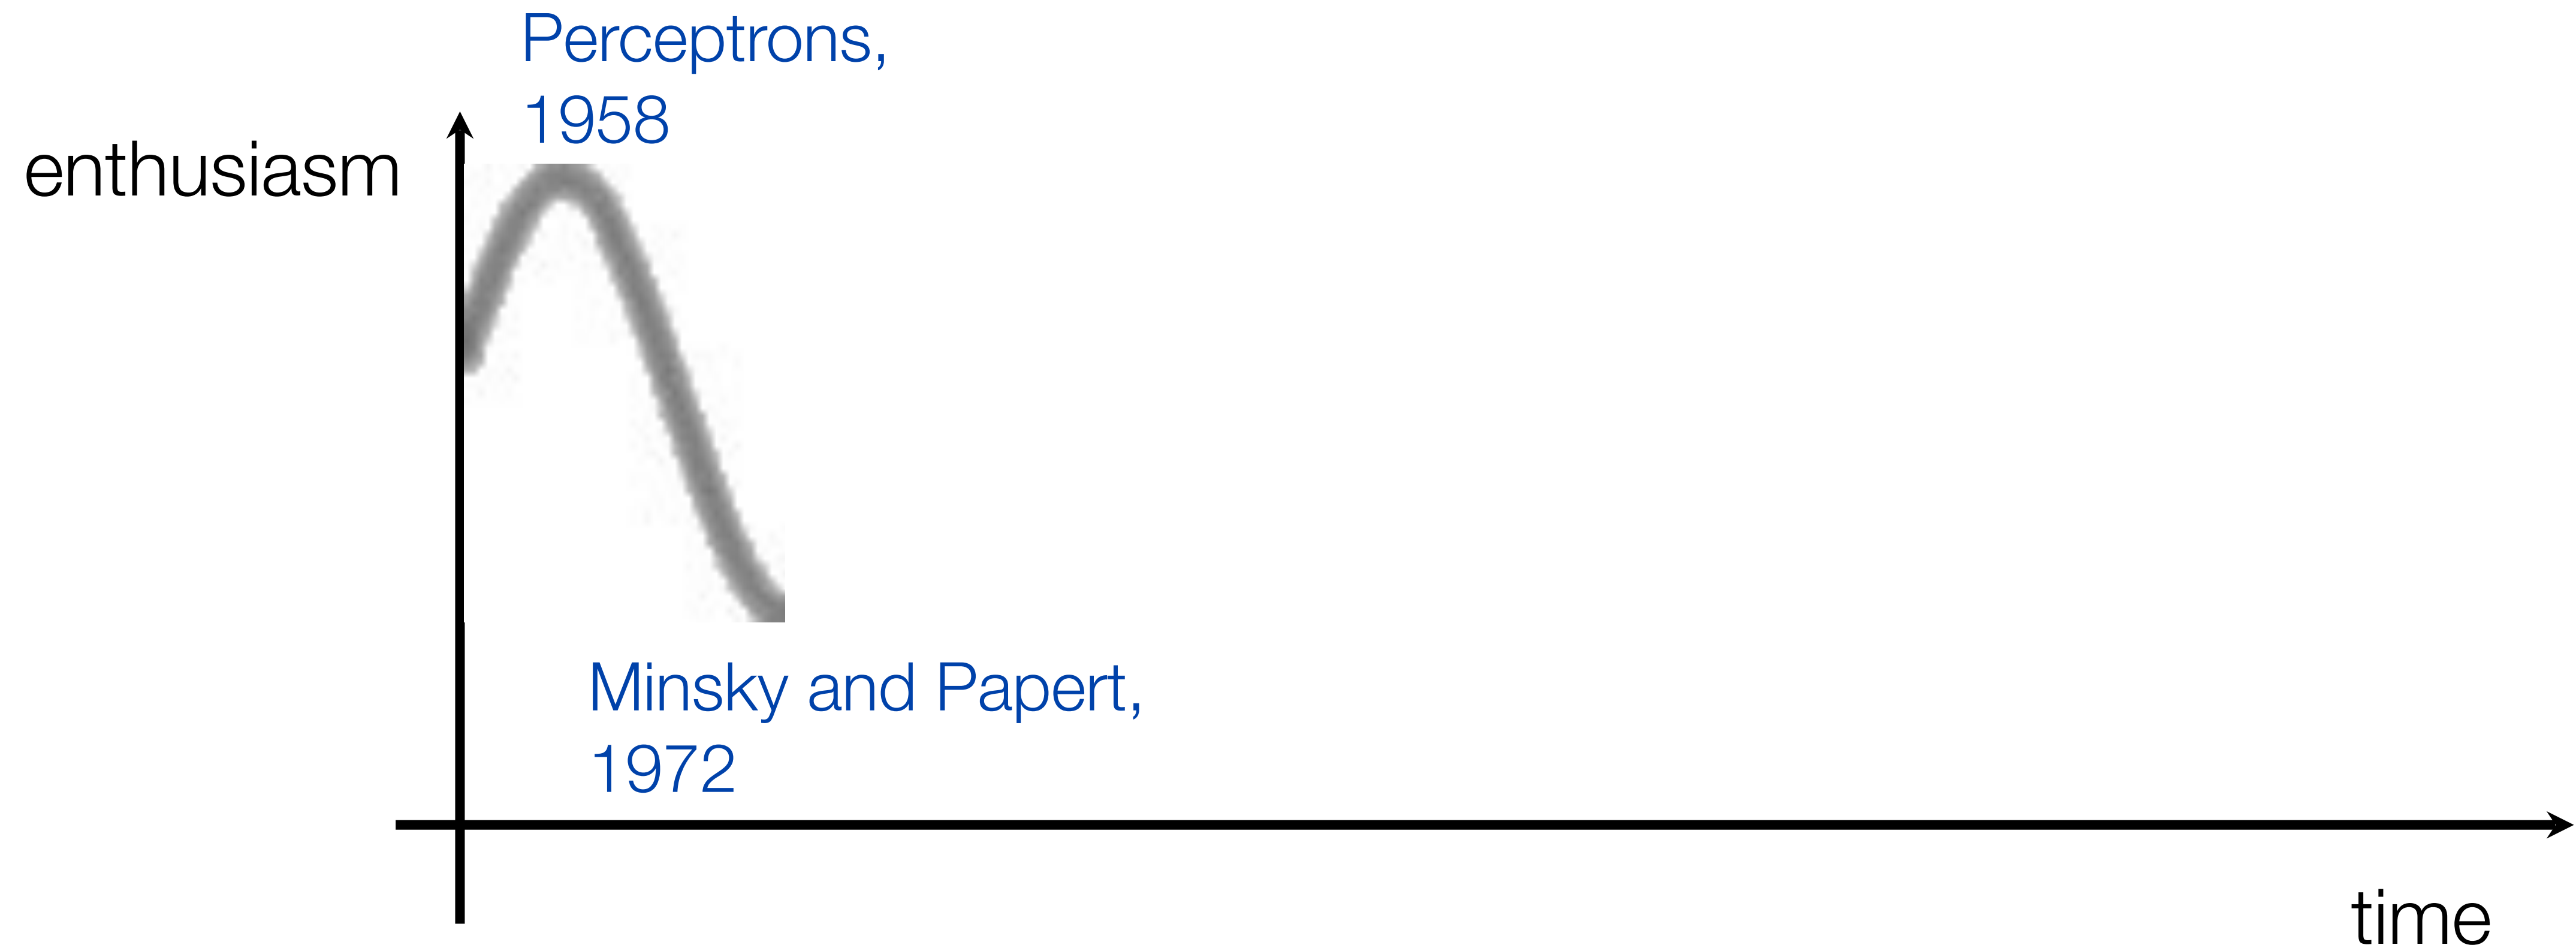 Perceptrons,
1958
enthusiasm
Minsky and Papert,
1972
time